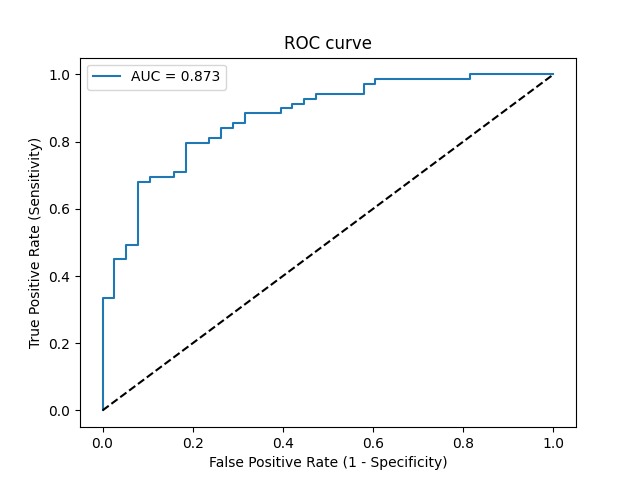 ROC curve
AUC = 0.873
True Positive Rate (Sensitivity)
1.0
0.8
0.6
0.4
0.2
0.0
0.0 0.2 0.4 0.6 0.8 1.0
False Positive Rate (1 - Specificity)